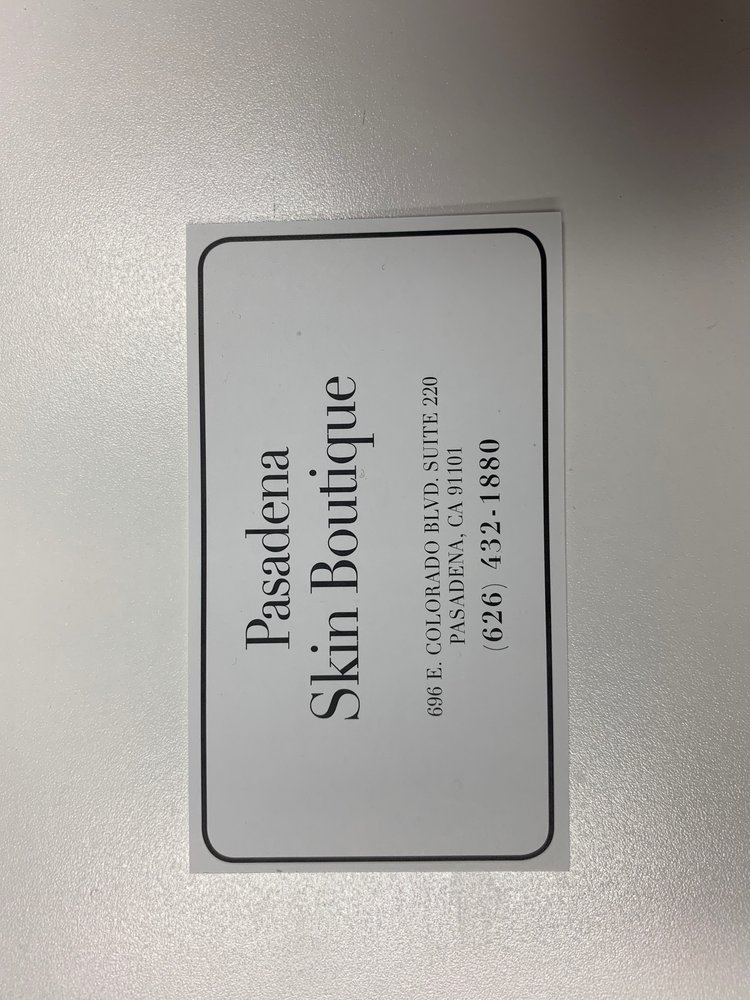 Pasadena
Skin Boutique
696 E. COLORADO BLVD. SUITE 220
PASADENA, CA 91101
(626) 432-1880